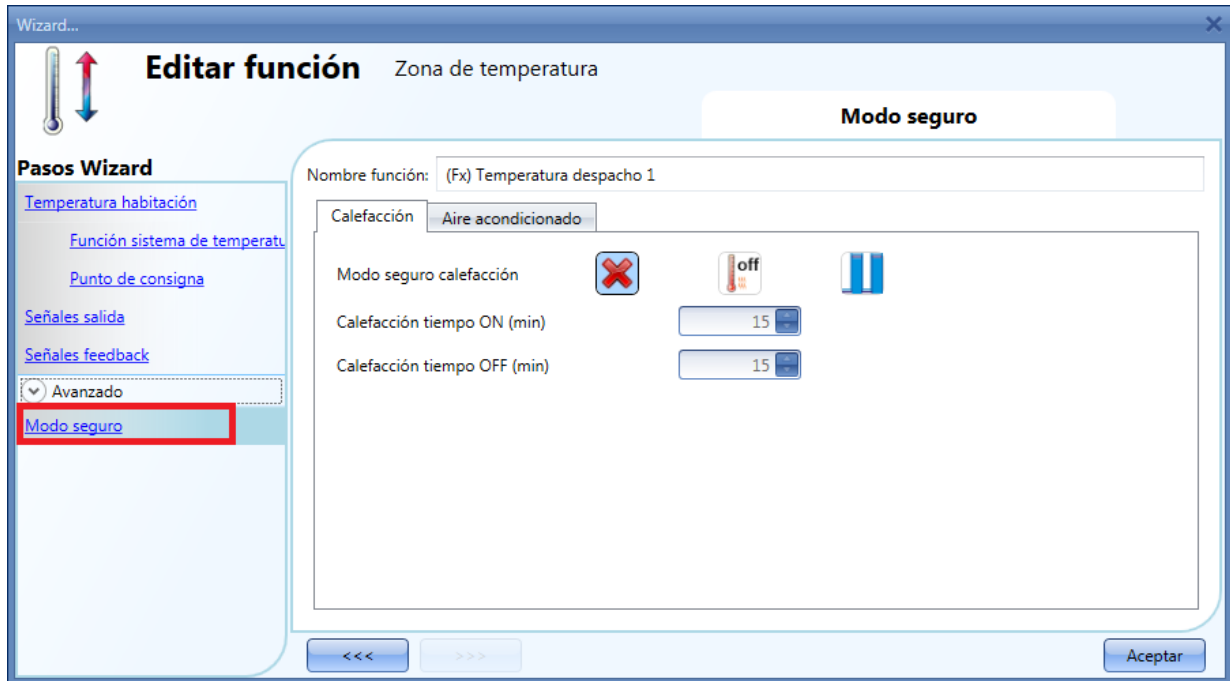 Wizard...
Editar función Zona de temperatura
Modo seguro
Pasos Wizard
Temperatura habitación
Función sistema de temperatu
Punto de consigna
Señales salida
Señales feedback
Avanzado
Modo seguro
Nombre función: (Fx) Temperatura despacho 1
Calefacción Aire acondicionado
Modo seguro calefacción off
Calefacción tiempo ON (min) 15
Calefacción tiempo OFF (min) 15
<<< >>> Aceptar